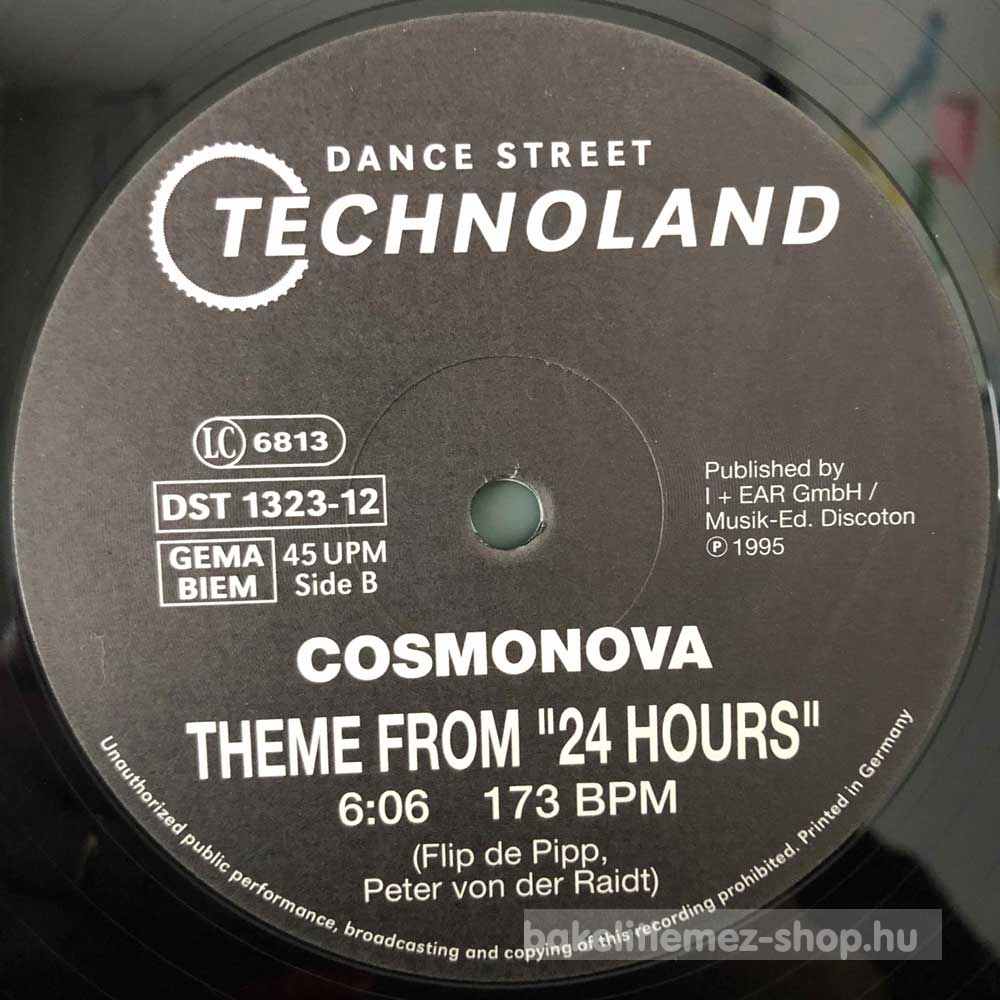 DANCE STREET
TECHNOLAND
LC 6813
DST 1323-12
GEMA
BIEM
45 UPM
Side B
Published by
I + EAR GmbH /
Musik-Ed. Discoton
℗ 1995
COSMONOVA
THEME FROM "24 HOURS"
6:06 173 BPM
(Flip de Pipp,
Peter von der Raidt)
Unauthorized public performance, broadcasting and copying of this recording prohibited. Printed in Germany
bakelitlemez-shop.hu